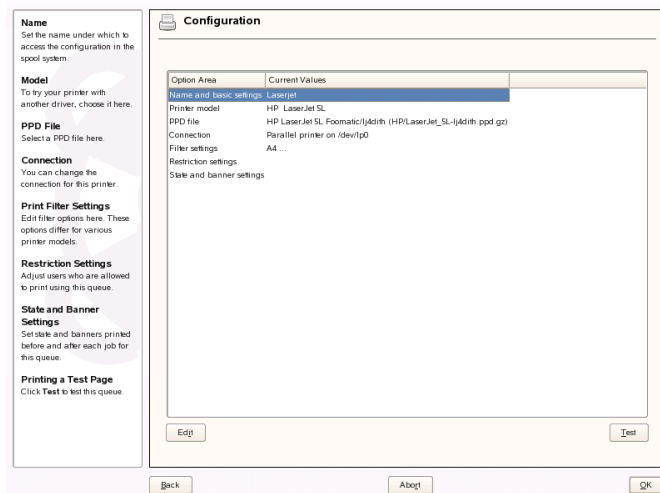 Name
Set the name under which to
access the configuration in the
spool system.
Model
To try your printer with
another driver, choose it here.
PPD File
Select a PPD file here.
Connection
You can change the
connection for this printer.
Print Filter Settings
Edit filter options here. These
options differ for various
printer models.
Restriction Settings
Adjust users who are allowed
to print using this queue.
State and Banner
Settings
Set state and banners printed
before and after each job for
this queue.
Printing a Test Page
Click Test to test this queue.
Configuration
Option Area Current Values
Name and basic settings Laserjet
Printer model HP LaserJet 5L
PPD file HP LaserJet 5L Foomatic/lj4dith (HP/LaserJet_5L-lj4dith.ppd.gz)
Connection Parallel printer on /dev/lp0
Filter settings A4 ...
Restriction settings
State and banner settings
Edit Test
Back Abort OK